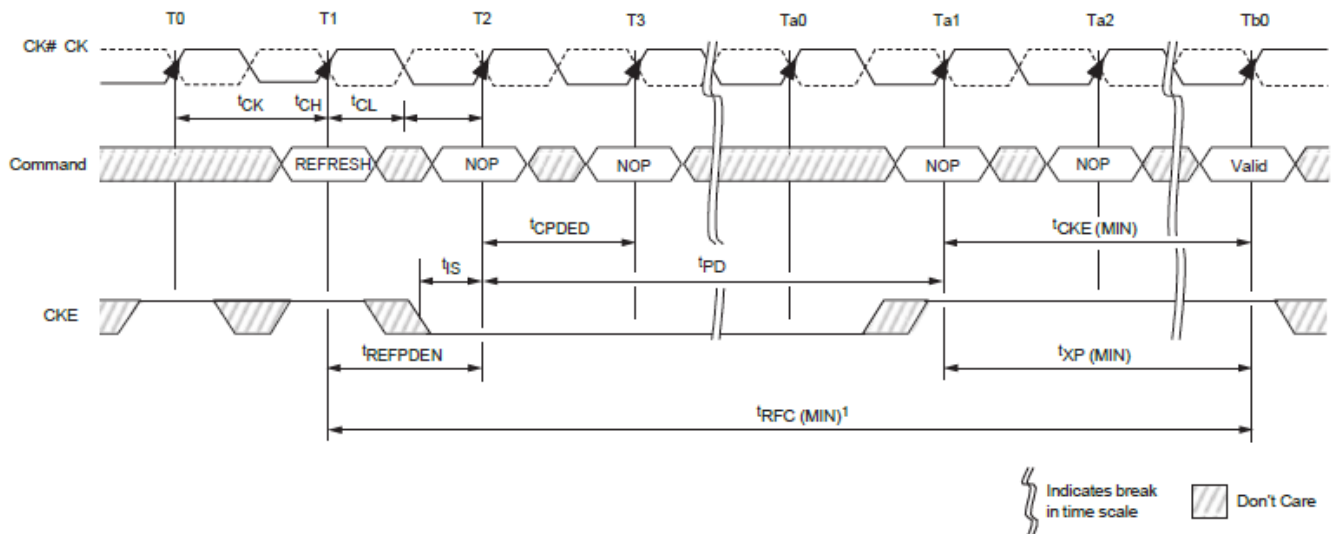 T0 T1 T2 T3 Ta0 Ta1 Ta2 Tb0
CK# CK
tCK tCH tCL
Command REFRESH NOP NOP NOP NOP Valid
tCPDED tCKE (MIN)
tIS tPD
CKE
tREFPDEN tXP (MIN)
tRFC (MIN)1
Indicates break
in time scale
Don't Care